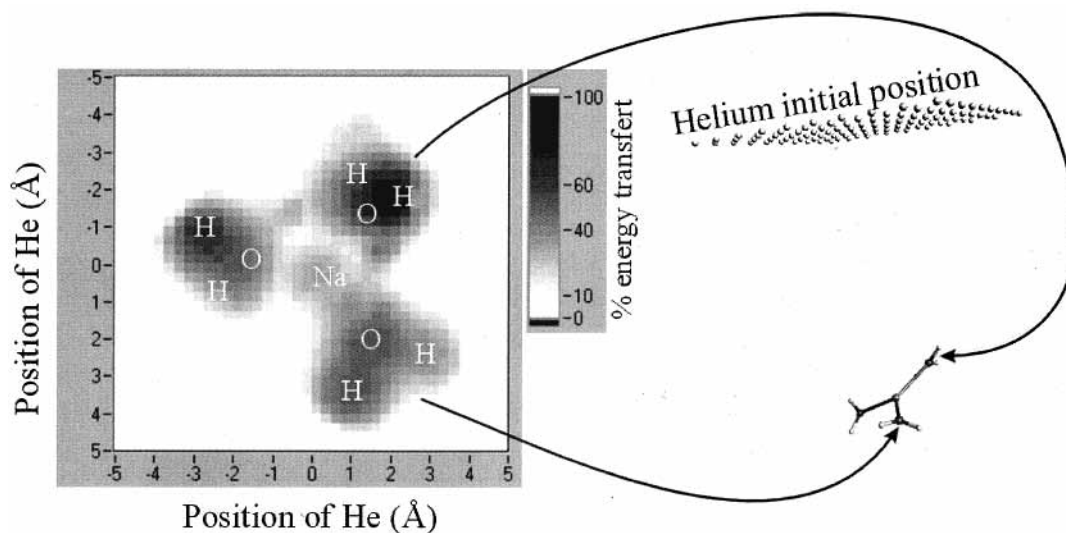 Helium initial position
Position of He (Å)
-5
-4
-3
-2
-1
0
1
2
3
4
5
H
H
O
H
O
H
Na
O
H
H
-5 -4 -3 -2 -1 0 1 2 3 4 5
Position of He (Å)
100
60
40
10
0
% energy transfert